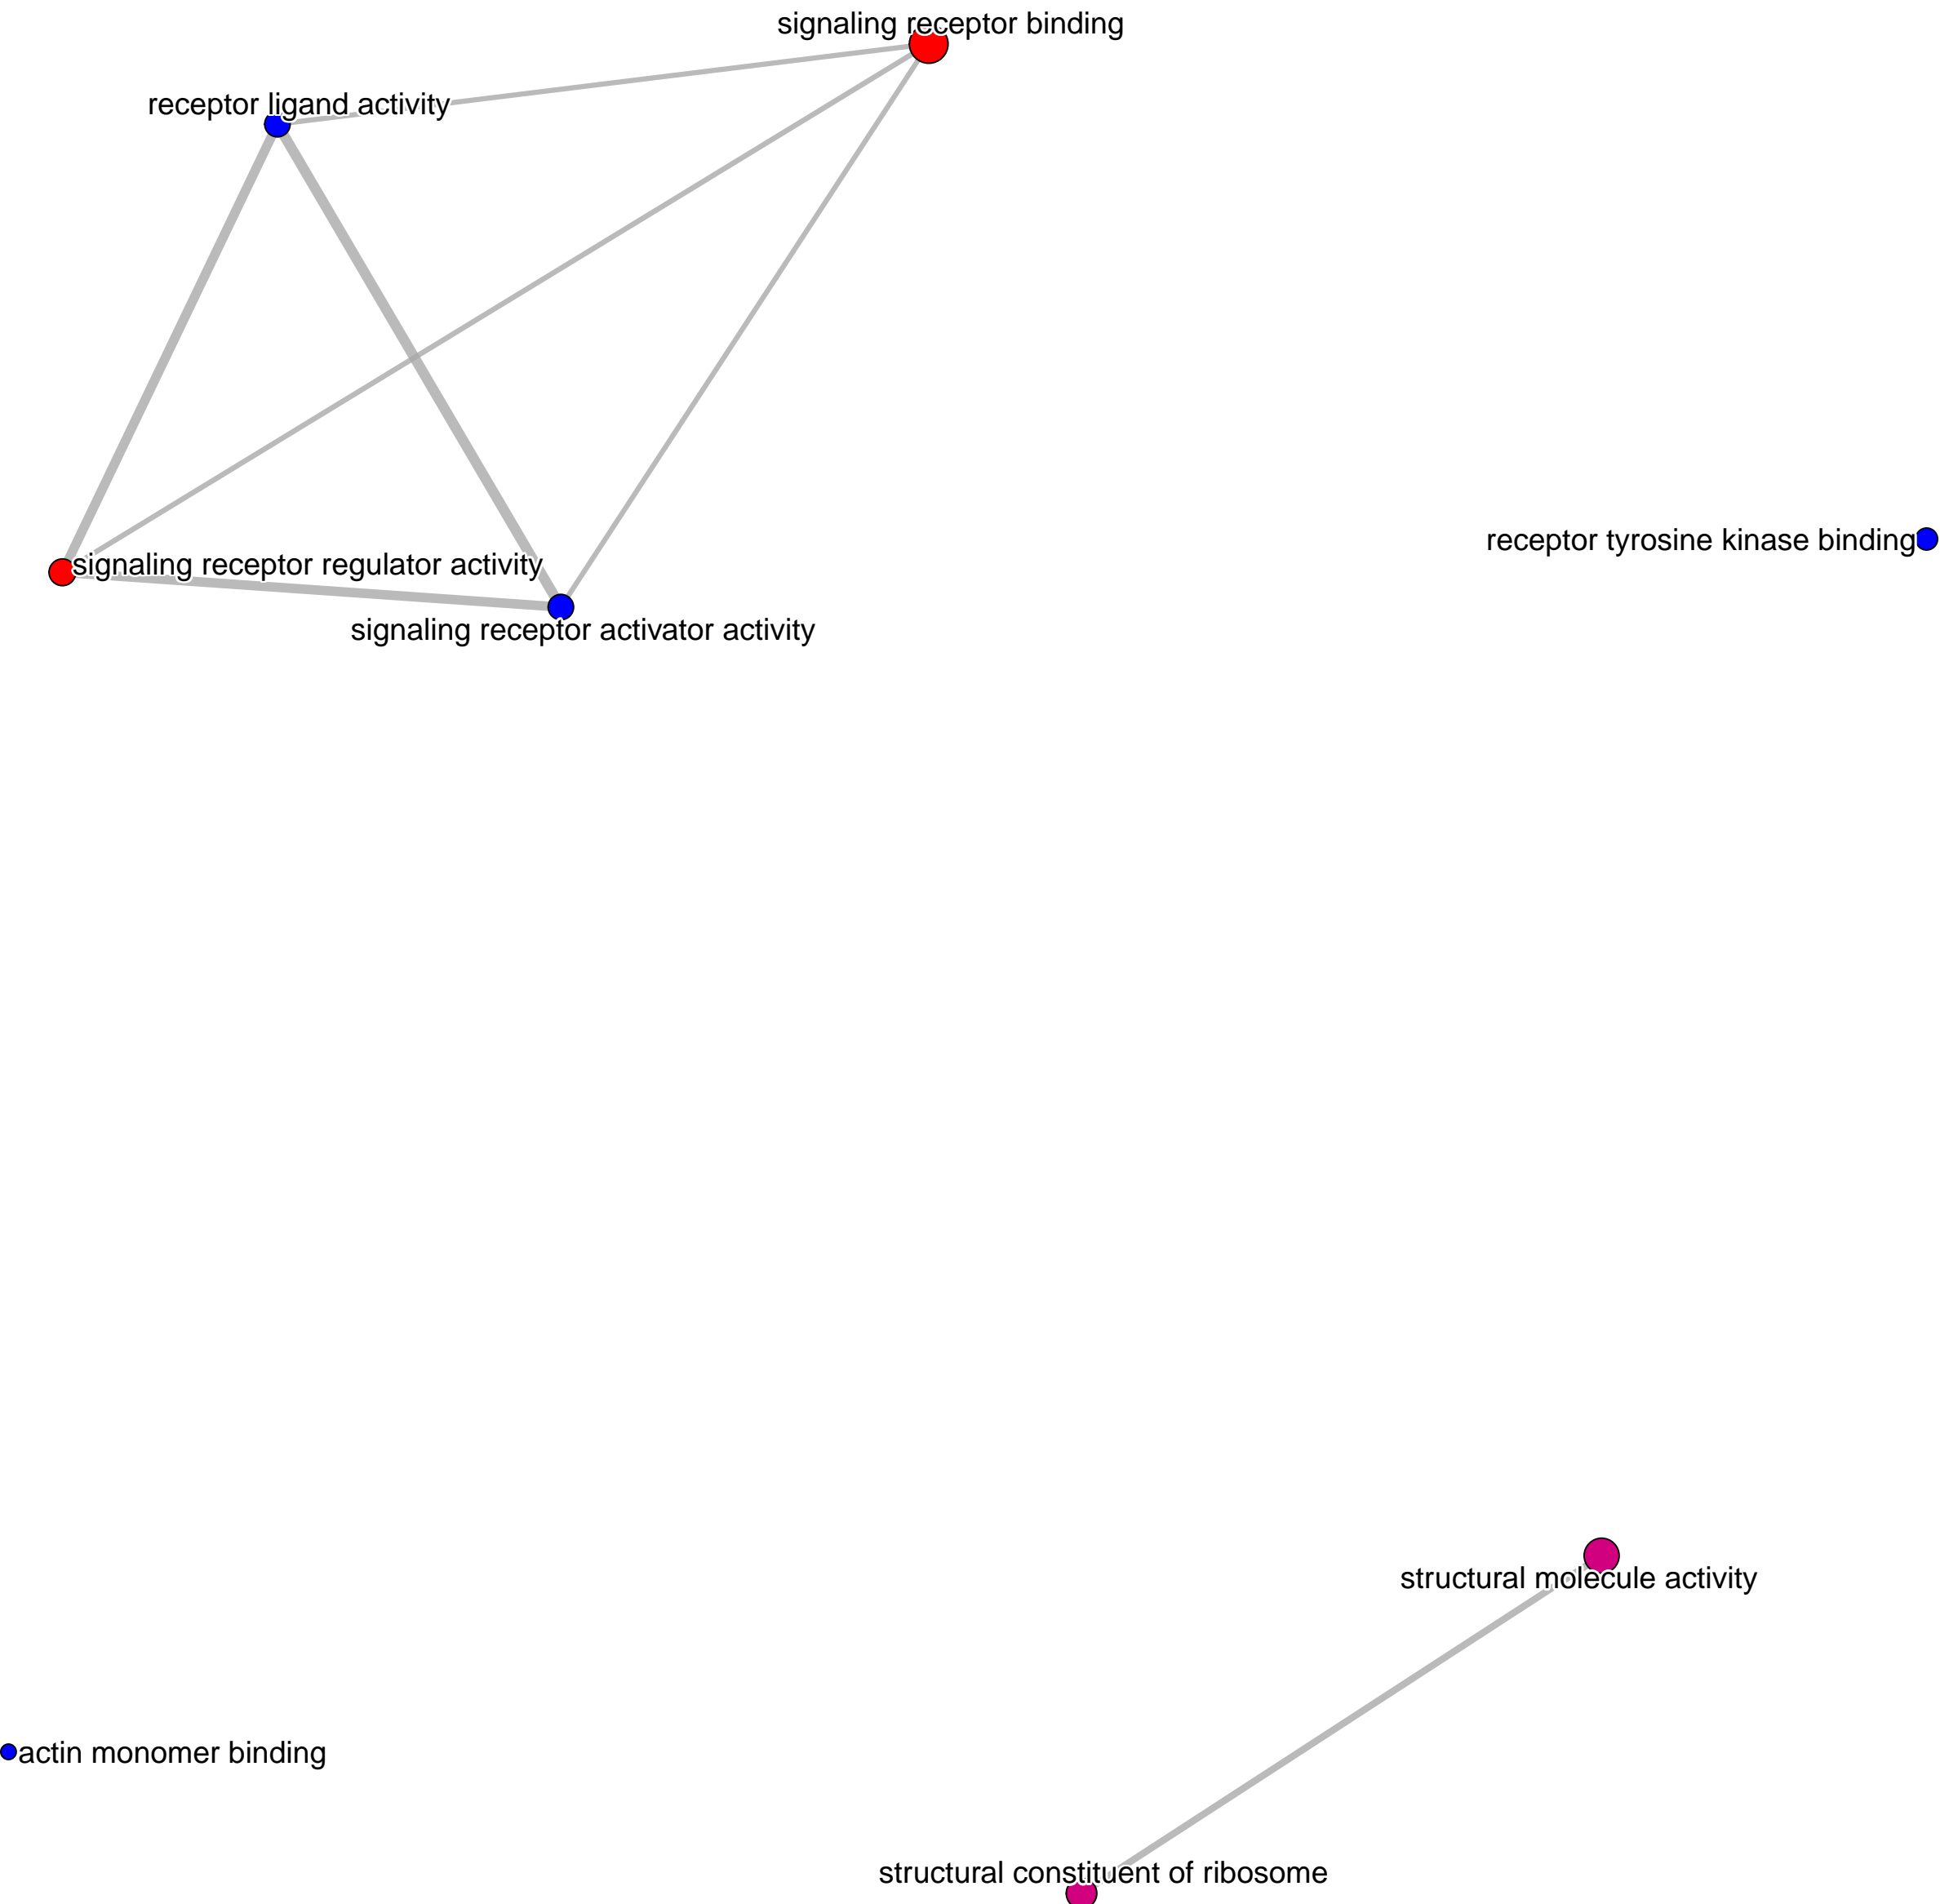 signaling receptor binding
receptor ligand activity
receptor tyrosine kinase binding
signaling receptor regulator activity
signaling receptor activator activity
structural molecule activity
actin monomer binding
structural constituent of ribosome